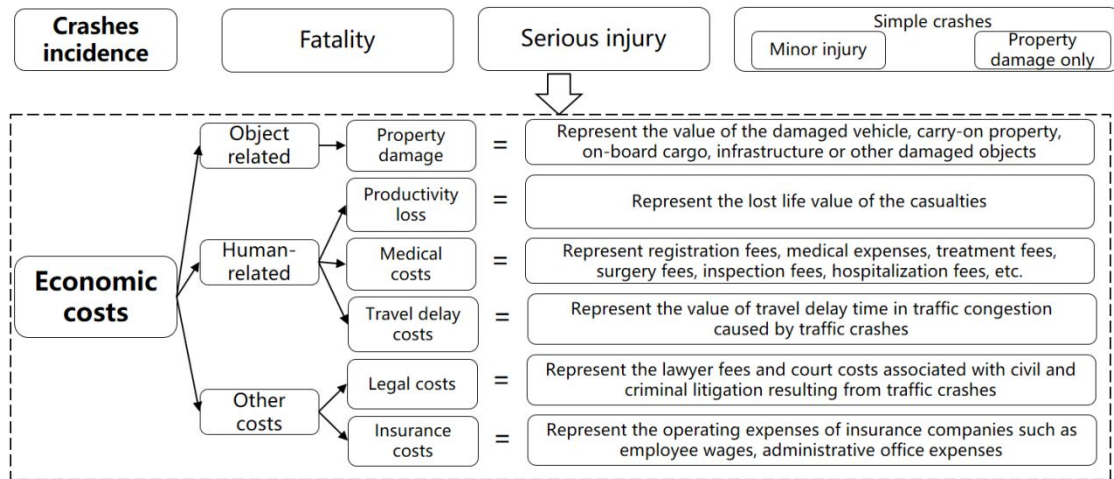 Crashes
incidence
Fatality
Serious injury
Simple crashes
Minor injury
Property
damage only
Economic
costs
Object
related
Property
damage
=
Represent the value of the damaged vehicle, carry-on property,
on-board cargo, infrastructure or other damaged objects
Human-
related
Productivity
loss
=
Represent the lost life value of the casualties
Medical
costs
=
Represent registration fees, medical expenses, treatment fees,
surgery fees, inspection fees, hospitalization fees, etc.
Travel delay
costs
=
Represent the value of travel delay time in traffic congestion
caused by traffic crashes
Other
costs
Legal costs
=
Represent the lawyer fees and court costs associated with civil and
criminal litigation resulting from traffic crashes
Insurance
costs
=
Represent the operating expenses of insurance companies such as
employee wages, administrative office expenses